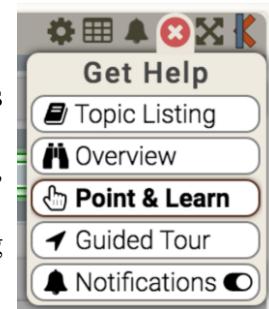 Get Help
Topic Listing
Overview
Point & Learn
Guided Tour
Notifications